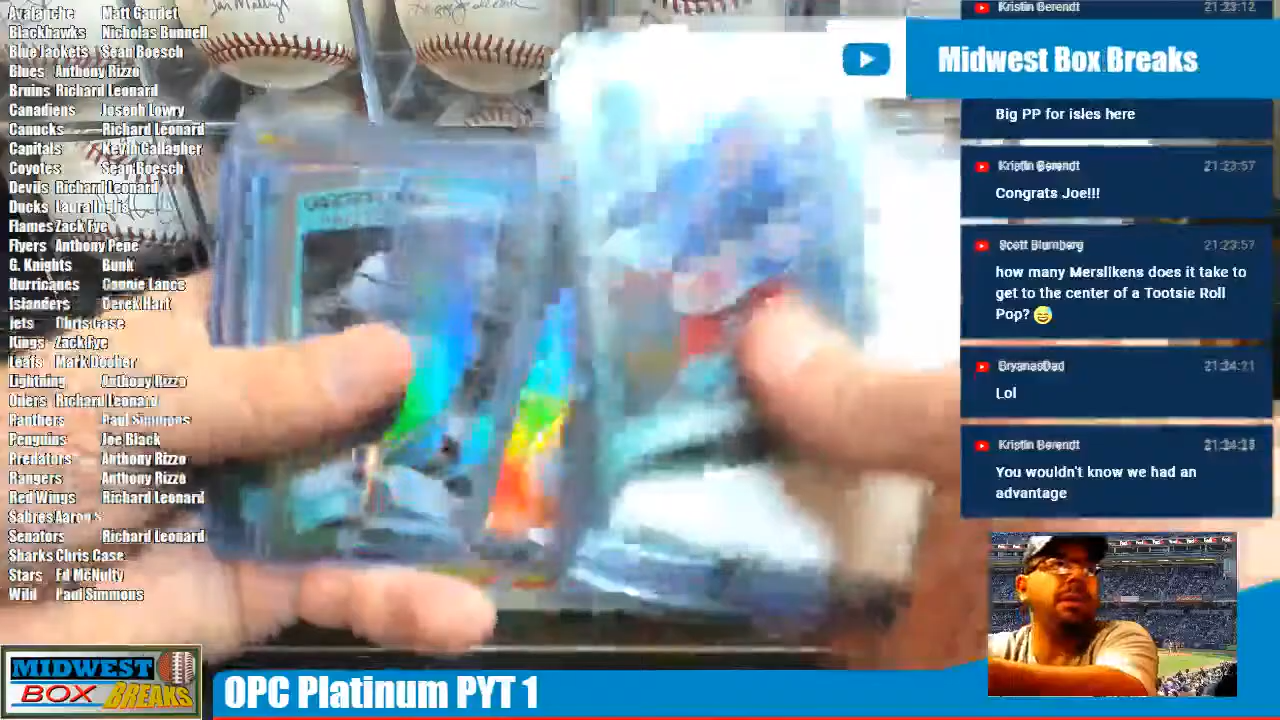 Avalanche Matt Gaudet
Blackhawks Nicholas Bunnell
Blue Jackets Sean Boesch
Blues Anthony Rizzo
Bruins Richard Leonard
Canadiens Joseph Lowry
Canucks Richard Leonard
Capitals Kevin Gallagher
Coyotes Sean Boesch
Devils Richard Leonard
Ducks Laura
Flames Zack Fye
Flyers Anthony Pepe
G. Knights Bunk
Hurricanes Connie Lance
Islanders Derek Hart
Jets Chris Case
Kings Zack Fye
Leafs Mark
Lightning Anthony Rizzo
Oilers Richard Leonard
Panthers Paul Simmons
Penguins Joe Black
Predators Anthony Rizzo
Rangers Anthony Rizzo
Red Wings Richard Leonard
Sabres Aaron S
Senators Richard Leonard
Sharks Chris Case
Stars Ed McNulty
Wild Paul Simmons
MIDWEST
BOX BREAKS
OPC Platinum PYT 1
Kristin Berendt 21:23:12
Midwest Box Breaks
Big PP for isles here
Kristin Berendt 21:23:57
Congrats Joe!!!
Scott Blumberg 21:23:57
how many Merslikens does it take to
get to the center of a Tootsie Roll
Pop? 😅
BryanasDad 21:24:21
Lol
Kristin Berendt 21:24:28
You wouldn't know we had an
advantage